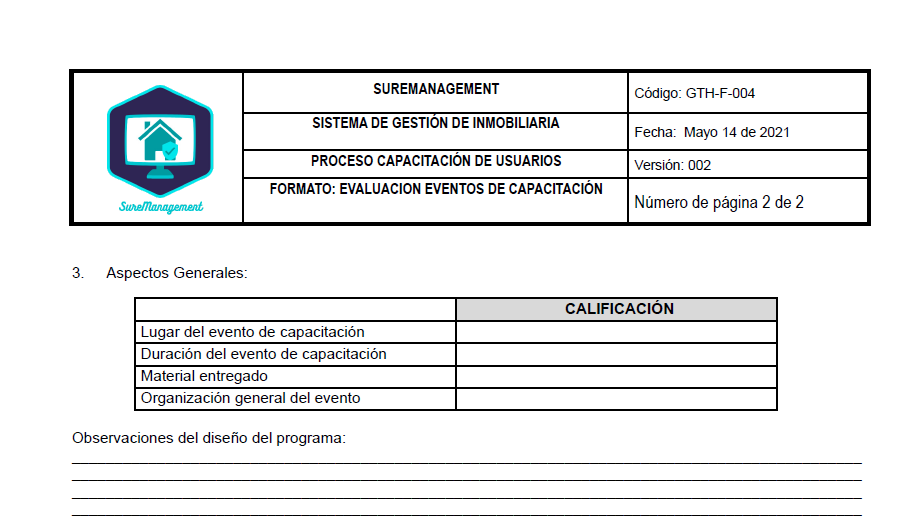 SUREMANAGEMENT
Código: GTH-F-004
SISTEMA DE GESTIÓN DE INMOBILIARIA
Fecha: Mayo 14 de 2021
PROCESO CAPACITACIÓN DE USUARIOS
Versión: 002
FORMATO: EVALUACION EVENTOS DE CAPACITACIÓN
Número de página 2 de 2
SureManagement
3. Aspectos Generales:
CALIFICACIÓN
Lugar del evento de capacitación
Duración del evento de capacitación
Material entregado
Organización general del evento
Observaciones del diseño del programa: